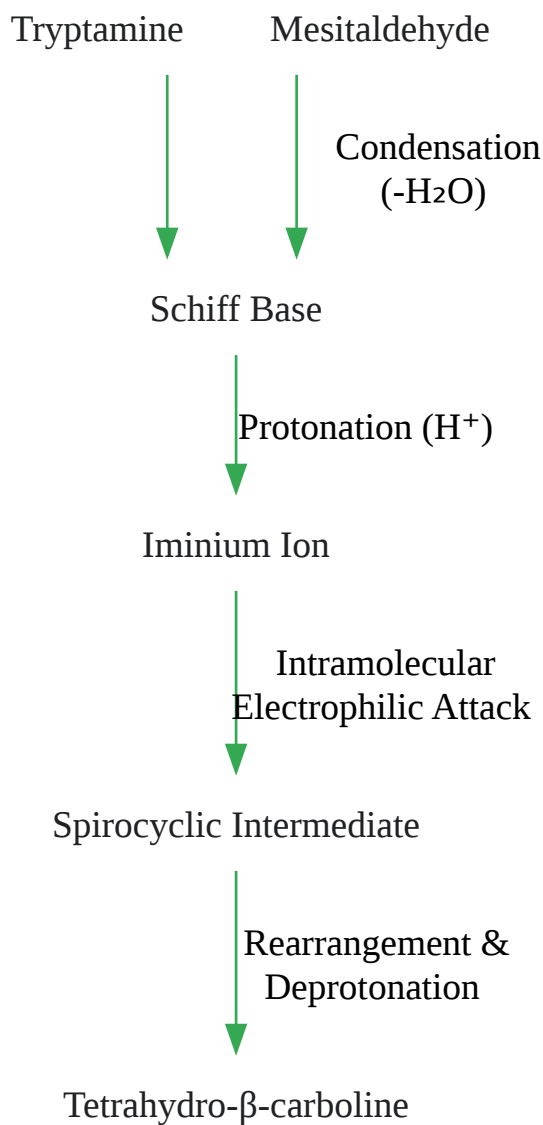 Tryptamine
Mesitaldehyde
Condensation
(-H₂O)
Schiff Base
Protonation (H⁺)
Iminium Ion
Intramolecular
Electrophilic Attack
Spirocyclic Intermediate
Rearrangement &
Deprotonation
Tetrahydro-β-carboline